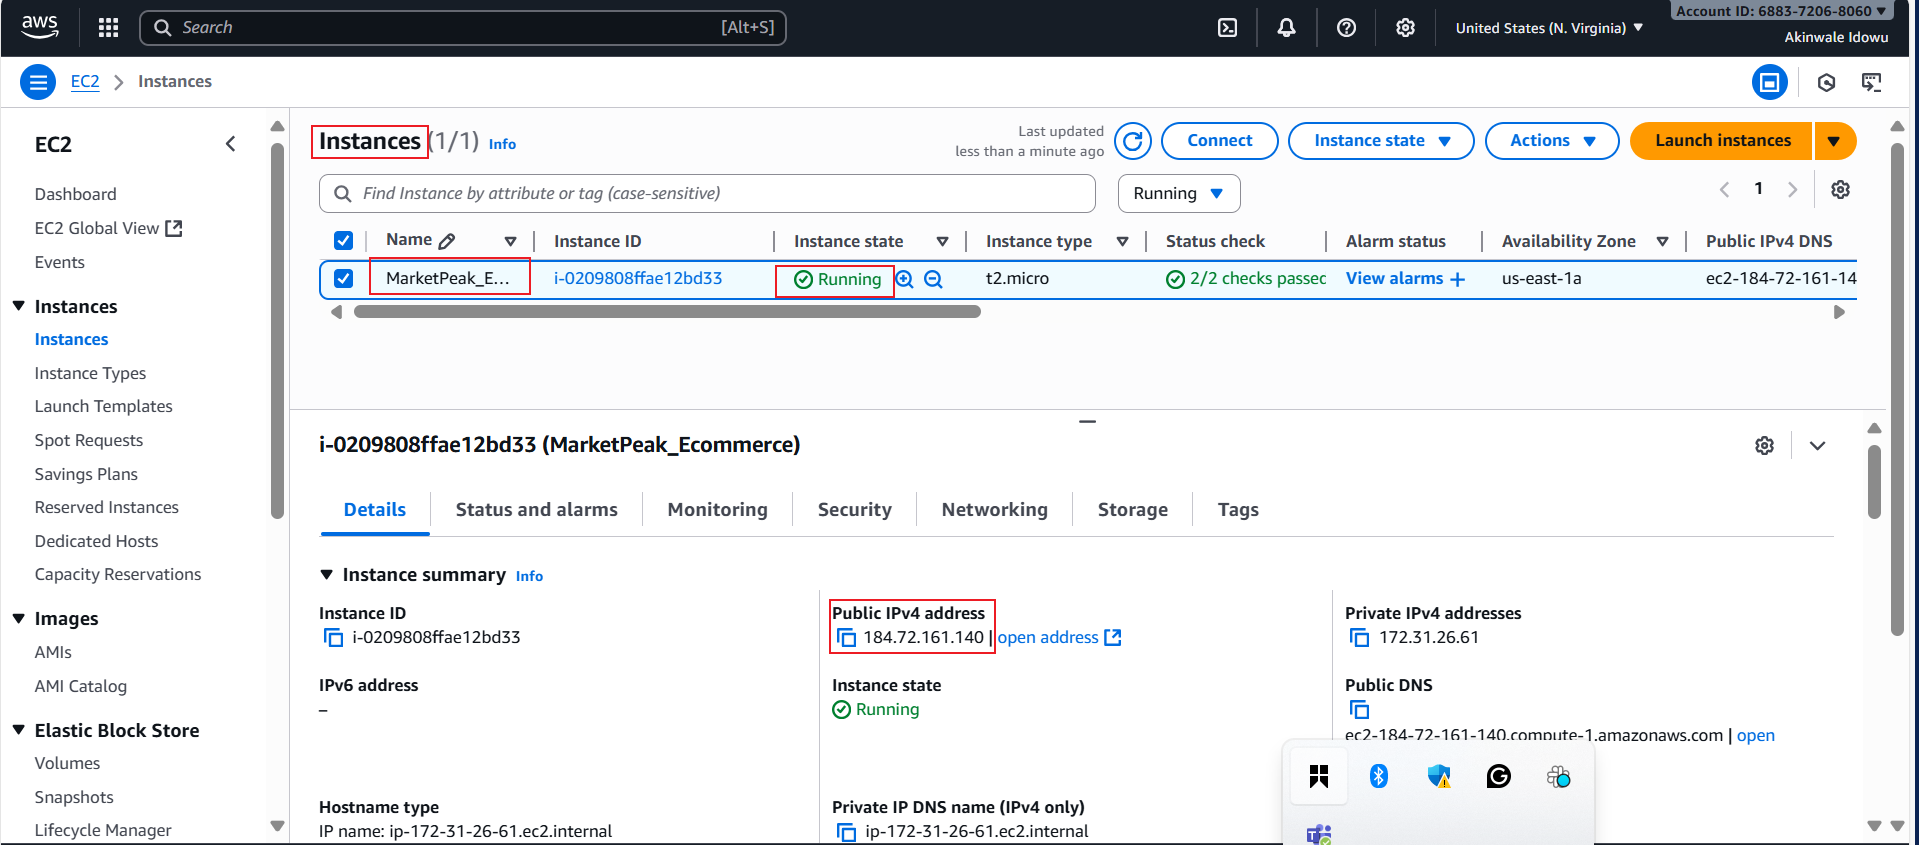 aws
Search [Alt+S]
United States (N. Virginia)
Account ID: 6883-7206-8060
Akinwale Idowu
EC2 Instances
EC2
Dashboard
EC2 Global View
Events
Instances
Instances
Instance Types
Launch Templates
Spot Requests
Savings Plans
Reserved Instances
Dedicated Hosts
Capacity Reservations
Images
AMIs
AMI Catalog
Elastic Block Store
Volumes
Snapshots
Lifecycle Manager
Instances (1/1) Info
Last updated
less than a minute ago
Connect
Instance state
Actions
Launch instances
Find Instance by attribute or tag (case-sensitive)
Running
1
Name Instance ID Instance state Instance type Status check Alarm status Availability Zone Public IPv4 DNS
MarketPeak_E... i-0209808ffae12bd33 Running t2.micro 2/2 checks passec View alarms + us-east-1a ec2-184-72-161-14
i-0209808ffae12bd33 (MarketPeak_Ecommerce)
Details Status and alarms Monitoring Security Networking Storage Tags
Instance summary Info
Instance ID
i-0209808ffae12bd33
Public IPv4 address
184.72.161.140 | open address
Private IPv4 addresses
172.31.26.61
IPv6 address
–
Instance state
Running
Public DNS
ec2-184-72-161-140.compute-1.amazonaws.com | open
Hostname type
IP name: ip-172-31-26-61.ec2.internal
Private IP DNS name (IPv4 only)
ip-172-31-26-61.ec2.internal